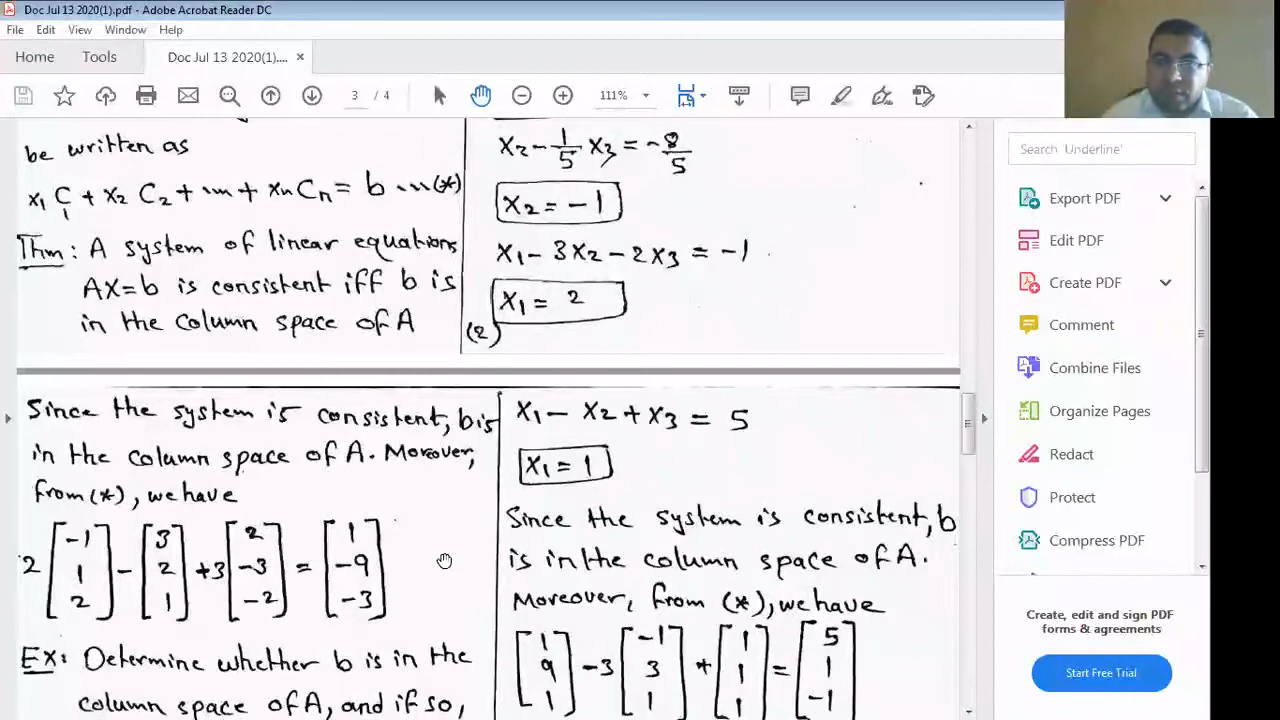 Doc Jul 13 2020(1).pdf - Adobe Acrobat Reader DC
File Edit View Window Help
Home Tools Doc Jul 13 2020(1).... ×
3 / 4 111%
be written as
x₁ C₁ + x₂ C₂ + ... + xₙ Cₙ = b ...(*)
Thm: A system of linear equations
AX=b is consistent iff b is
in the column space of A
x₂ - 1/5 x₃ = -8/5
x₂ = -1
x₁ - 3x₂ - 2x₃ = -1
x₁ = 2
(2)
Since the system is consistent, b is
in the column space of A. Morover,
from (*), we have
2 [-1 1 2] - [3 2 1] + 3 [2 -3 -2] = [1 -9 -3]
Ex: Determine whether b is in the
column space of A, and if so,
x₁ - x₂ + x₃ = 5
x₁ = 1
Since the system is consistent, b
is in the column space of A.
Moreover, from (*), we have
[1 9 1] -3 [-1 3 1] + [1 1 1] = [5 1 -1]
Search 'Underline'
Export PDF
Edit PDF
Create PDF
Comment
Combine Files
Organize Pages
Redact
Protect
Compress PDF
Create, edit and sign PDF
forms & agreements
Start Free Trial